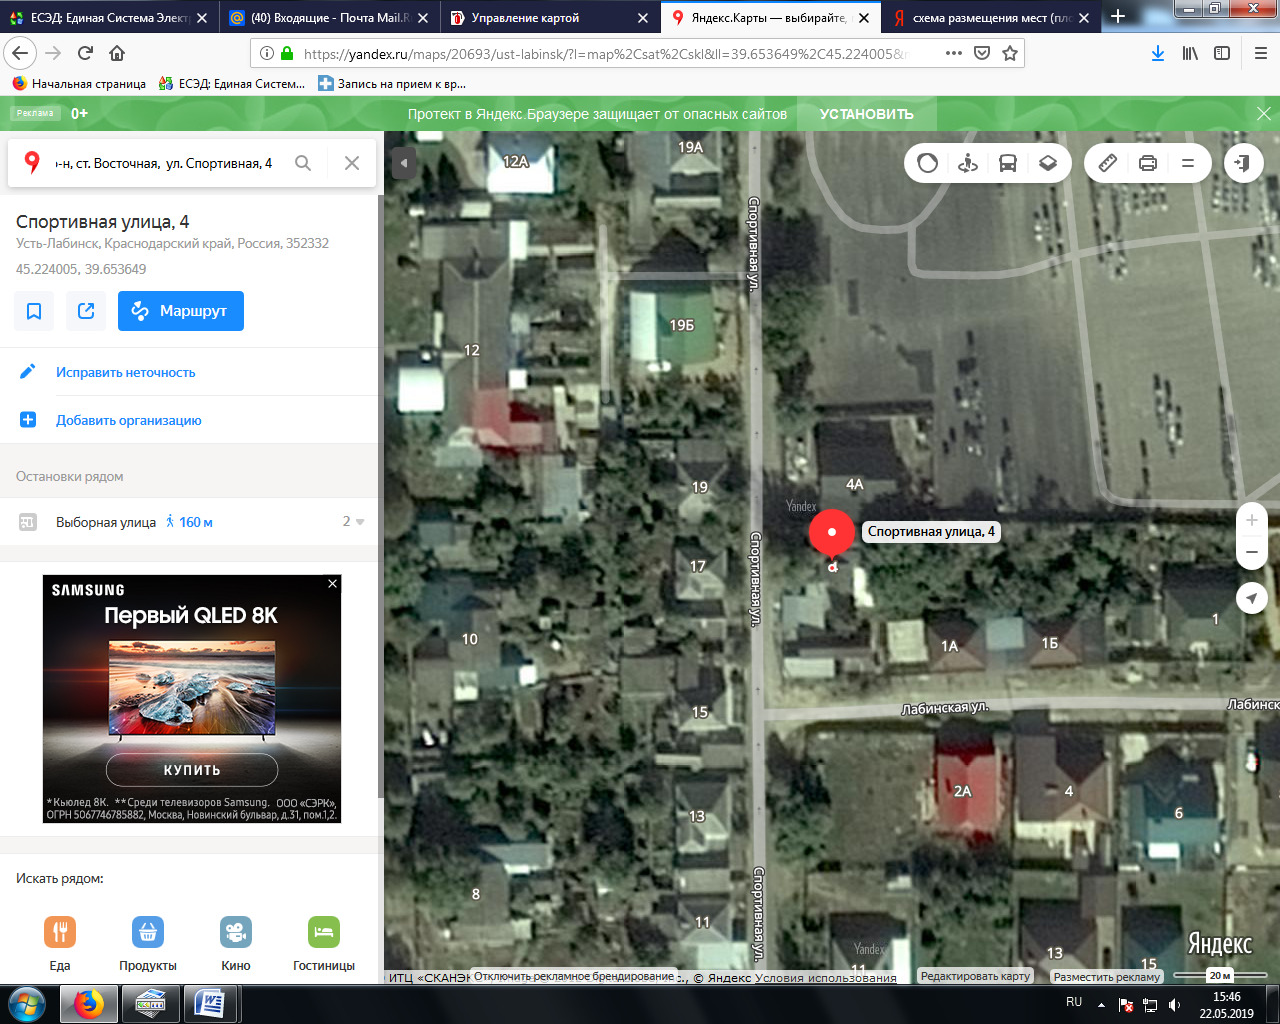 ЕСЭД: Единая Система Элект
(40) Входящие - Почта Mail.R
Управление картой
Яндекс.Карты — выбирайте,
схема размещения мест (пло
https://yandex.ru/maps/20693/ust-labinsk/?l=map%2Csat%2Cskl&ll=39.653649%2C45.224005&
Начальная страница
ЕСЭД: Единая Систем...
Запись на прием к вр...
Реклама
0+
Протект в Яндекс.Браузере защищает от опасных сайтов
УСТАНОВИТЬ
р-н, ст. Восточная, ул. Спортивная, 4
Спортивная улица, 4
Усть-Лабинск, Краснодарский край, Россия, 352332
45.224005, 39.653649
Маршрут
Исправить неточность
Добавить организацию
Остановки рядом
Выборная улица 160 м 2
SAMSUNG
Первый QLED 8K
КУПИТЬ
*Кьюлед 8К. **Среди телевизоров Samsung. ООО «СЭРК»,
ОГРН 5067746785882, Москва, Новинский бульвар, д.31, пом.1,2.
Искать рядом:
Еда
Продукты
Кино
Гостиницы
12А
19А
Спортивная ул.
19Б
12
4А
19
Yandex
Спортивная улица, 4
4
17
Спортивная ул.
10
1
1А
1Б
15
Лабинская ул.
Лабинск
2А
4
6
13
8
11
Спортивная ул.
Yandex
11
13
15
Яндекс
ИТЦ «СКАНЭК
Отключить рекламное брендирование
с., © Яндекс Условия использования
Редактировать карту
Разместить рекламу
20 м
RU
15:46
22.05.2019